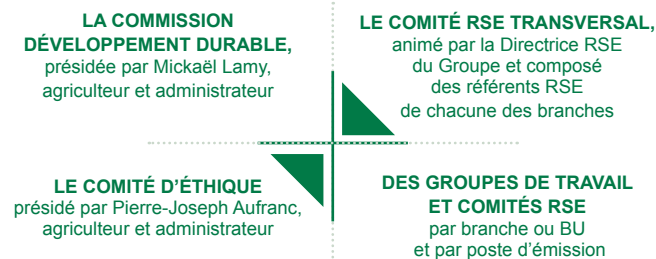 LA COMMISSION
DÉVELOPPEMENT DURABLE,
présidée par Mickaël Lamy,
agriculteur et administrateur
LE COMITÉ RSE TRANSVERSAL,
animé par la Directrice RSE
du Groupe et composé
des référents RSE
de chacune des branches
LE COMITÉ D’ÉTHIQUE
présidé par Pierre-Joseph Aufranc,
agriculteur et administrateur
DES GROUPES DE TRAVAIL
ET COMITÉS RSE
par branche ou BU
et par poste d’émission